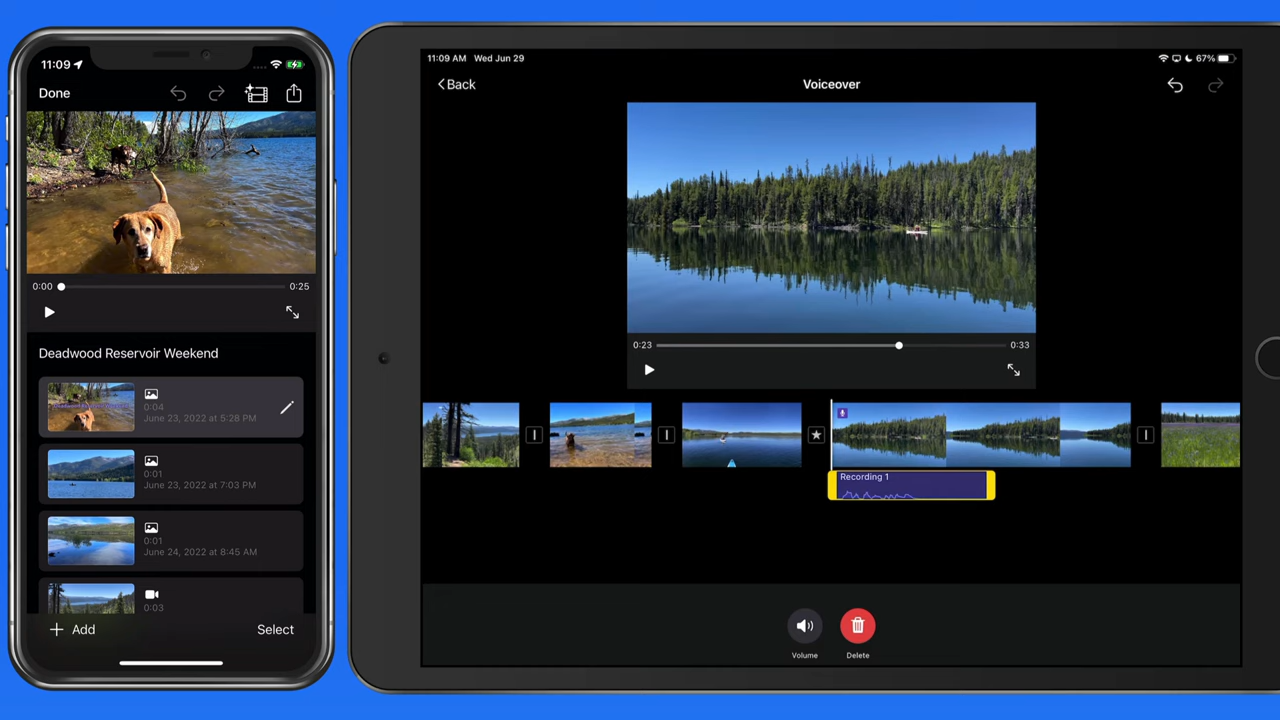 11:09
Done
0:00
0:25
Deadwood Reservoir Weekend
0:04
June 23, 2022 at 5:28 PM
0:01
June 23, 2022 at 7:03 PM
0:01
June 24, 2022 at 8:45 AM
0:03
Add
Select
11:09 AM Wed Jun 29
67%
Back
Voiceover
0:23
0:33
Recording 1
Volume
Delete